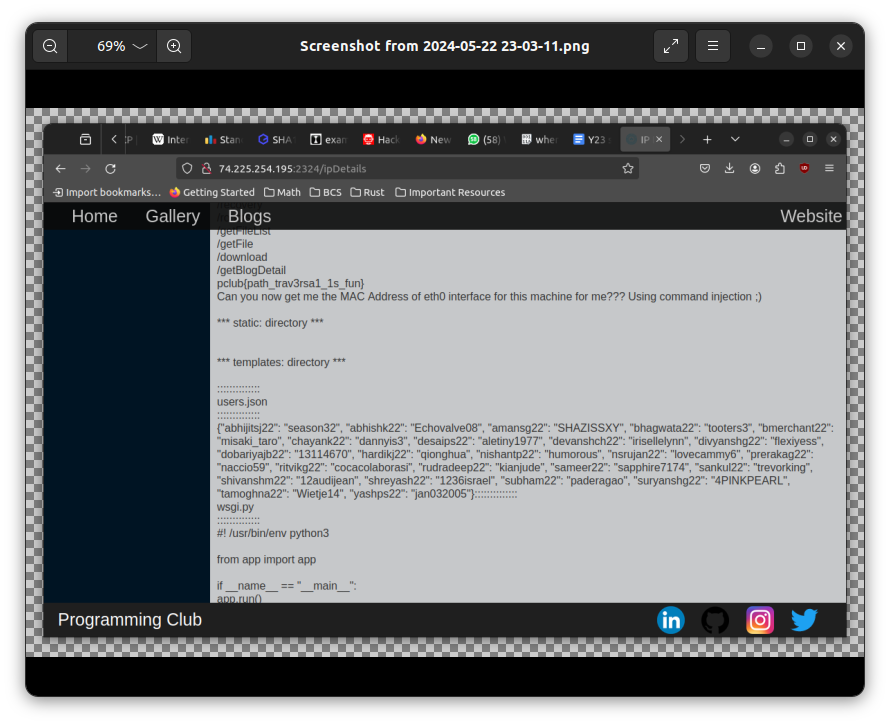 69%
Screenshot from 2024-05-22 23-03-11.png
CP
Inter
Stan
SHA
exam
Hack
New
(58)
wher
Y23
IP
74.225.254.195:2324/ipDetails
Import bookmarks...
Getting Started
Math
BCS
Rust
Important Resources
Home
Gallery
Blogs
Website
/getFileList
/getFile
/download
/getBlogDetail
pclub{path_trav3rsa1_1s_fun}
Can you now get me the MAC Address of eth0 interface for this machine for me??? Using command injection ;)
*** static: directory ***
*** templates: directory ***
::::::::::::::
users.json
::::::::::::::
{"abhijitsj22": "season32", "abhishk22": "Echovalve08", "amansg22": "SHAZISSXY", "bhagwata22": "tooters3", "bmerchant22":
"misaki_taro", "chayank22": "dannyis3", "desaips22": "aletiny1977", "devanshch22": "irisellelynn", "divyanshg22": "flexiyess",
"dobariyajb22": "13114670", "hardikj22": "qionghua", "nishantp22": "humorous", "nsrujan22": "lovecammy6", "prerakag22":
"naccio59", "ritvikg22": "cocacolaborasi", "rudradeep22": "kianjude", "sameer22": "sapphire7174", "sankul22": "trevorking",
"shivanshm22": "12audijean", "shreyash22": "1236israel", "subham22": "paderagao", "suryanshg22": "4PINKPEARL",
"tamoghna22": "Wietje14", "yashps22": "jan032005"}::::::::::::::
wsgi.py
::::::::::::::
#! /usr/bin/env python3
from app import app
if __name__ == "__main__":
app.run()
Programming Club